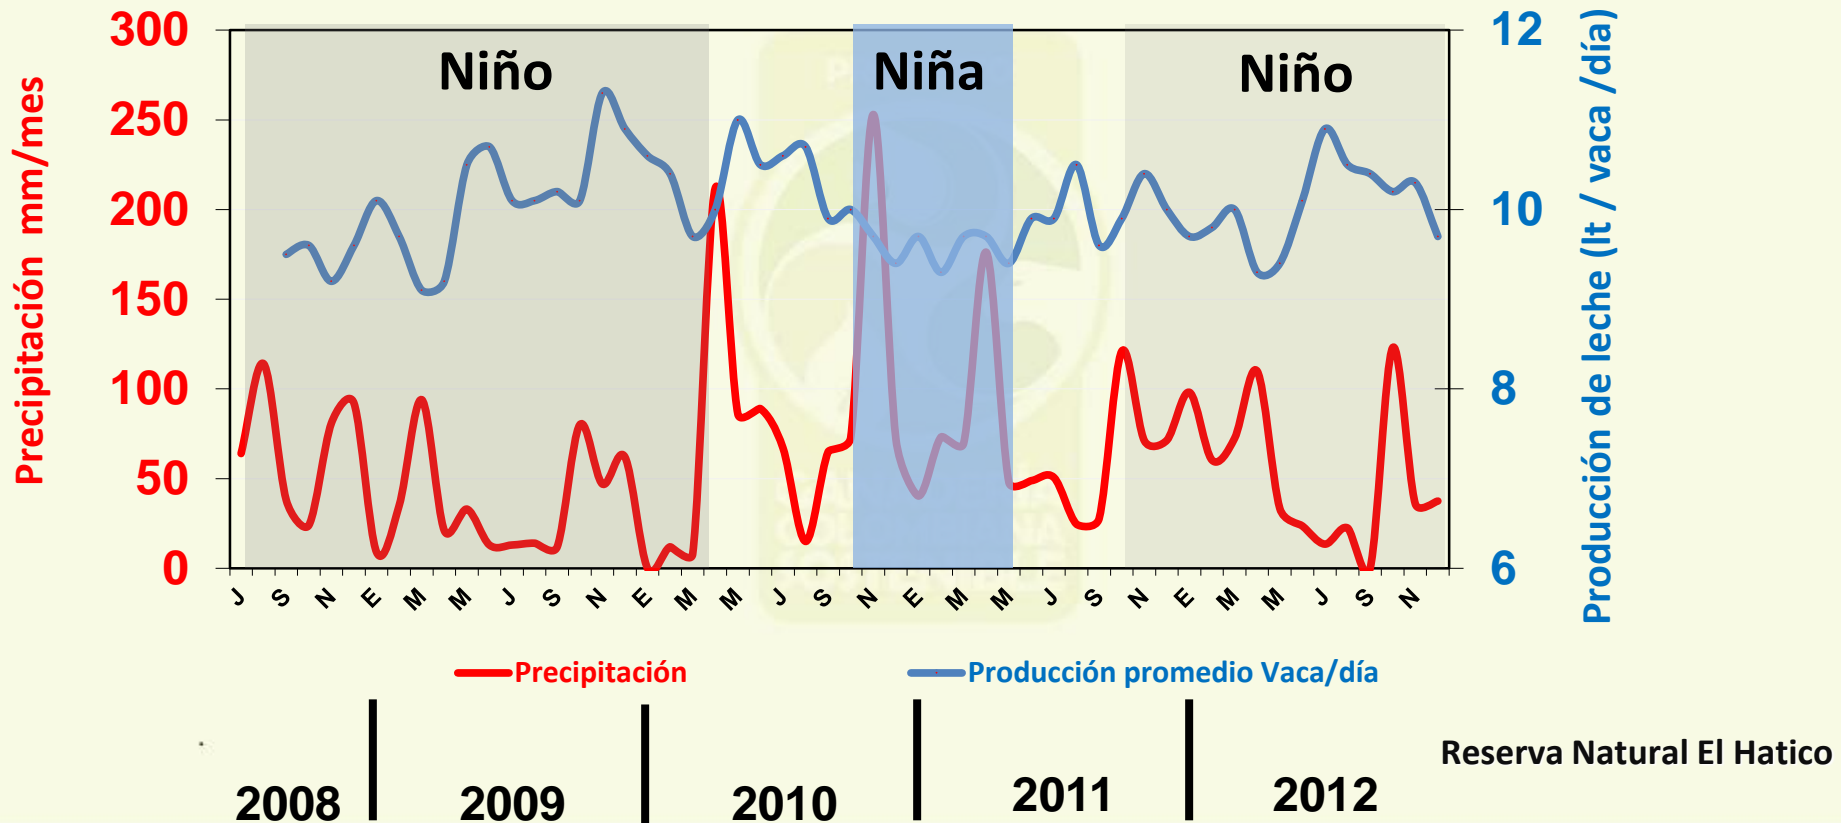 Precipitación mm/mes
300
250
200
150
100
50
0
Niño
Niña
Niño
12
10
8
6
Producción de leche (lt / vaca /día)
J S N E M M J S N E M M J S N E M M J S N E M M J S N
Precipitación
Producción promedio Vaca/día
2008
2009
2010
2011
2012
Reserva Natural El Hatico